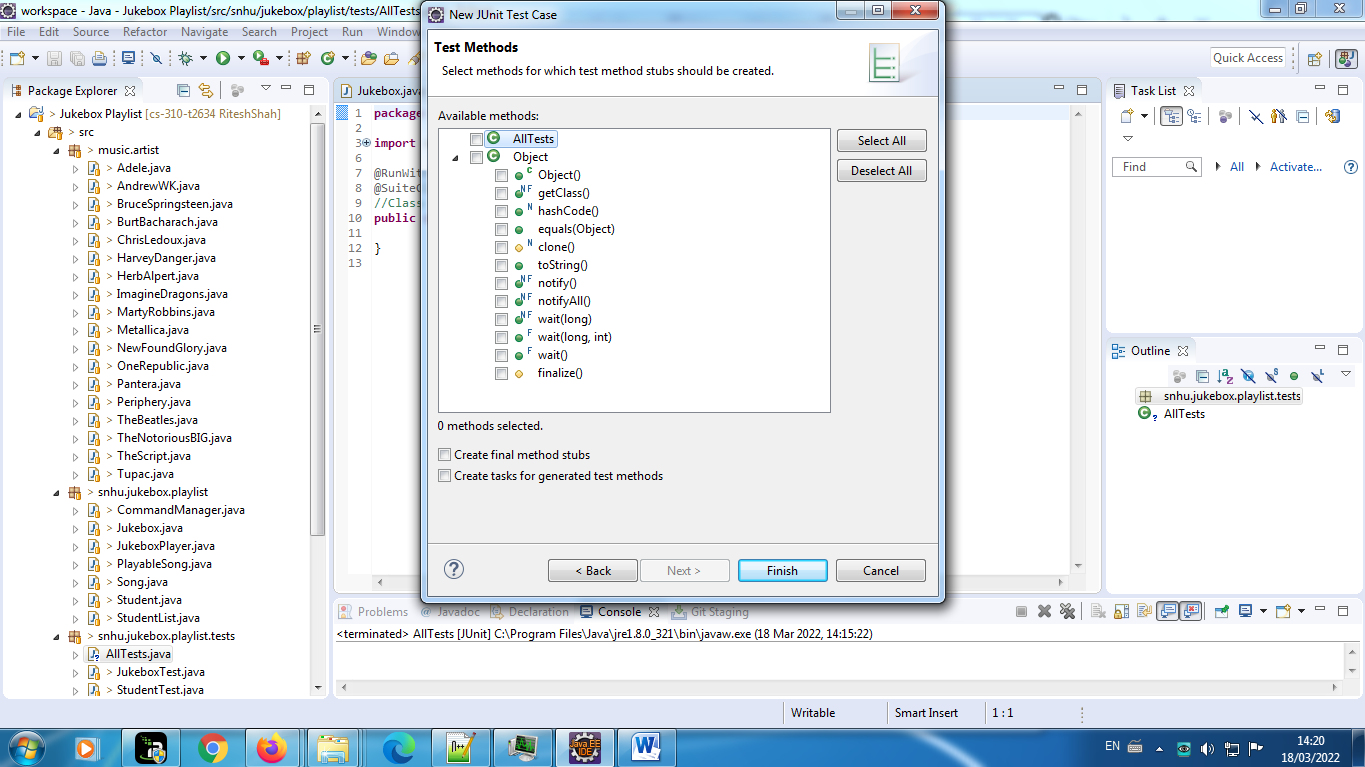 workspace - Java - Jukebox Playlist/src/snhu/jukebox/playlist/tests/AllTests
File Edit Source Refactor Navigate Search Project Run Window
Quick Access
Package Explorer
> Jukebox Playlist [cs-310-t2634 RiteshShah]
> src
> music.artist
> Adele.java
> AndrewWK.java
> BruceSpringsteen.java
> BurtBacharach.java
> ChrisLedoux.java
> HarveyDanger.java
> HerbAlpert.java
> ImagineDragons.java
> MartyRobbins.java
> Metallica.java
> NewFoundGlory.java
> OneRepublic.java
> Pantera.java
> Periphery.java
> TheBeatles.java
> TheNotoriousBIG.java
> TheScript.java
> Tupac.java
> snhu.jukebox.playlist
> CommandManager.java
> Jukebox.java
> JukeboxPlayer.java
> PlayableSong.java
> Song.java
> Student.java
> StudentList.java
> snhu.jukebox.playlist.tests
AllTests.java
> JukeboxTest.java
> StudentTest.java
Jukebox.java
1 package
2
3 import
6
7 @RunWit
8 @SuiteC
9 //Class
10 public
11
12 }
13
New JUnit Test Case
Test Methods
Select methods for which test method stubs should be created.
Available methods:
AllTests
Object
Object()
getClass()
hashCode()
equals(Object)
clone()
toString()
notify()
notifyAll()
wait(long)
wait(long, int)
wait()
finalize()
Select All
Deselect All
0 methods selected.
Create final method stubs
Create tasks for generated test methods
< Back Next > Finish Cancel
Task List
Find All Activate...
Outline
snhu.jukebox.playlist.tests
AllTests
Problems Javadoc Declaration Console Git Staging
<terminated> AllTests [JUnit] C:\Program Files\Java\jre1.8.0_321\bin\javaw.exe (18 Mar 2022, 14:15:22)
Writable Smart Insert 1 : 1
Java EE
IDE
EN
14:20
18/03/2022